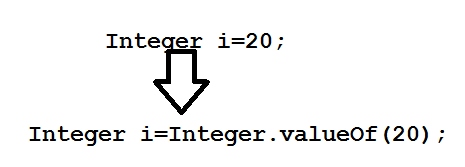 Integer i=20;
Integer i=Integer.valueOf(20);